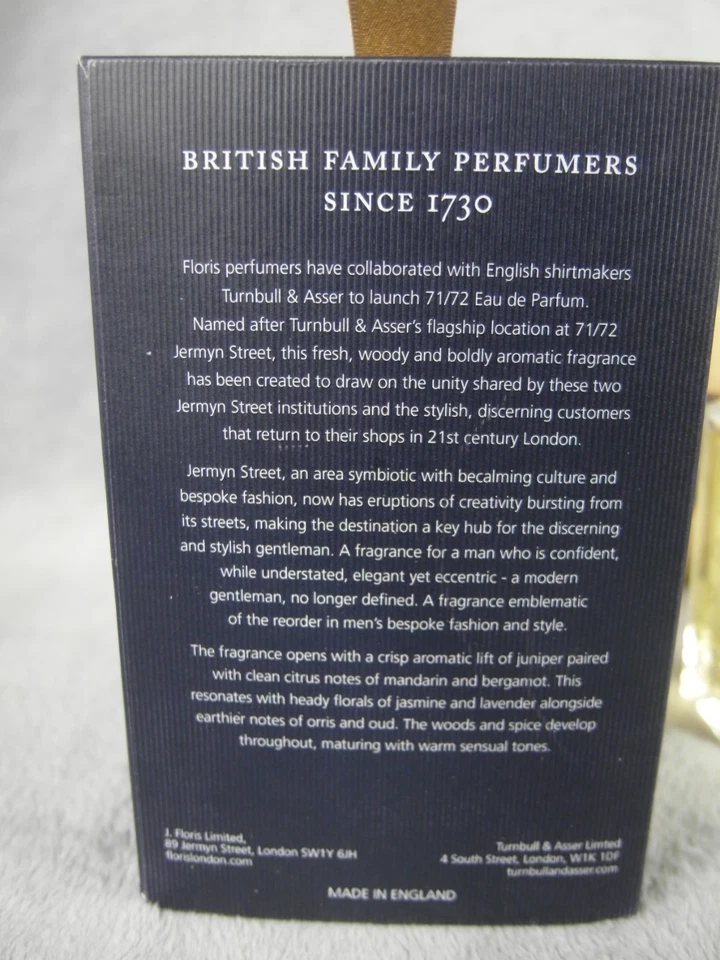 BRITISH FAMILY PERFUMERS
SINCE 1730
Floris perfumers have collaborated with English shirtmakers
Turnbull & Asser to launch 71/72 Eau de Parfum.
Named after Turnbull & Asser's flagship location at 71/72
Jermyn Street, this fresh, woody and boldly aromatic fragrance
has been created to draw on the unity shared by these two
Jermyn Street institutions and the stylish, discerning customers
that return to their shops in 21st century London.
Jermyn Street, an area symbiotic with becalming culture and
bespoke fashion, now has eruptions of creativity bursting from
its streets, making the destination a key hub for the discerning
and stylish gentleman. A fragrance for a man who is confident,
while understated, elegant yet eccentric - a modern
gentleman, no longer defined. A fragrance emblematic
of the reorder in men's bespoke fashion and style.
The fragrance opens with a crisp aromatic lift of juniper paired
with clean citrus notes of mandarin and bergamot. This
resonates with heady florals of jasmine and lavender alongside
earthier notes of orris and oud. The woods and spice develop
throughout, maturing with warm sensual tones.
J. Floris Limited,
89 Jermyn Street, London SW1Y 6JH
florislondon.com
Turnbull & Asser Limted
4 South Street, London, W1K 1DF
turnbullandasser.com
MADE IN ENGLAND